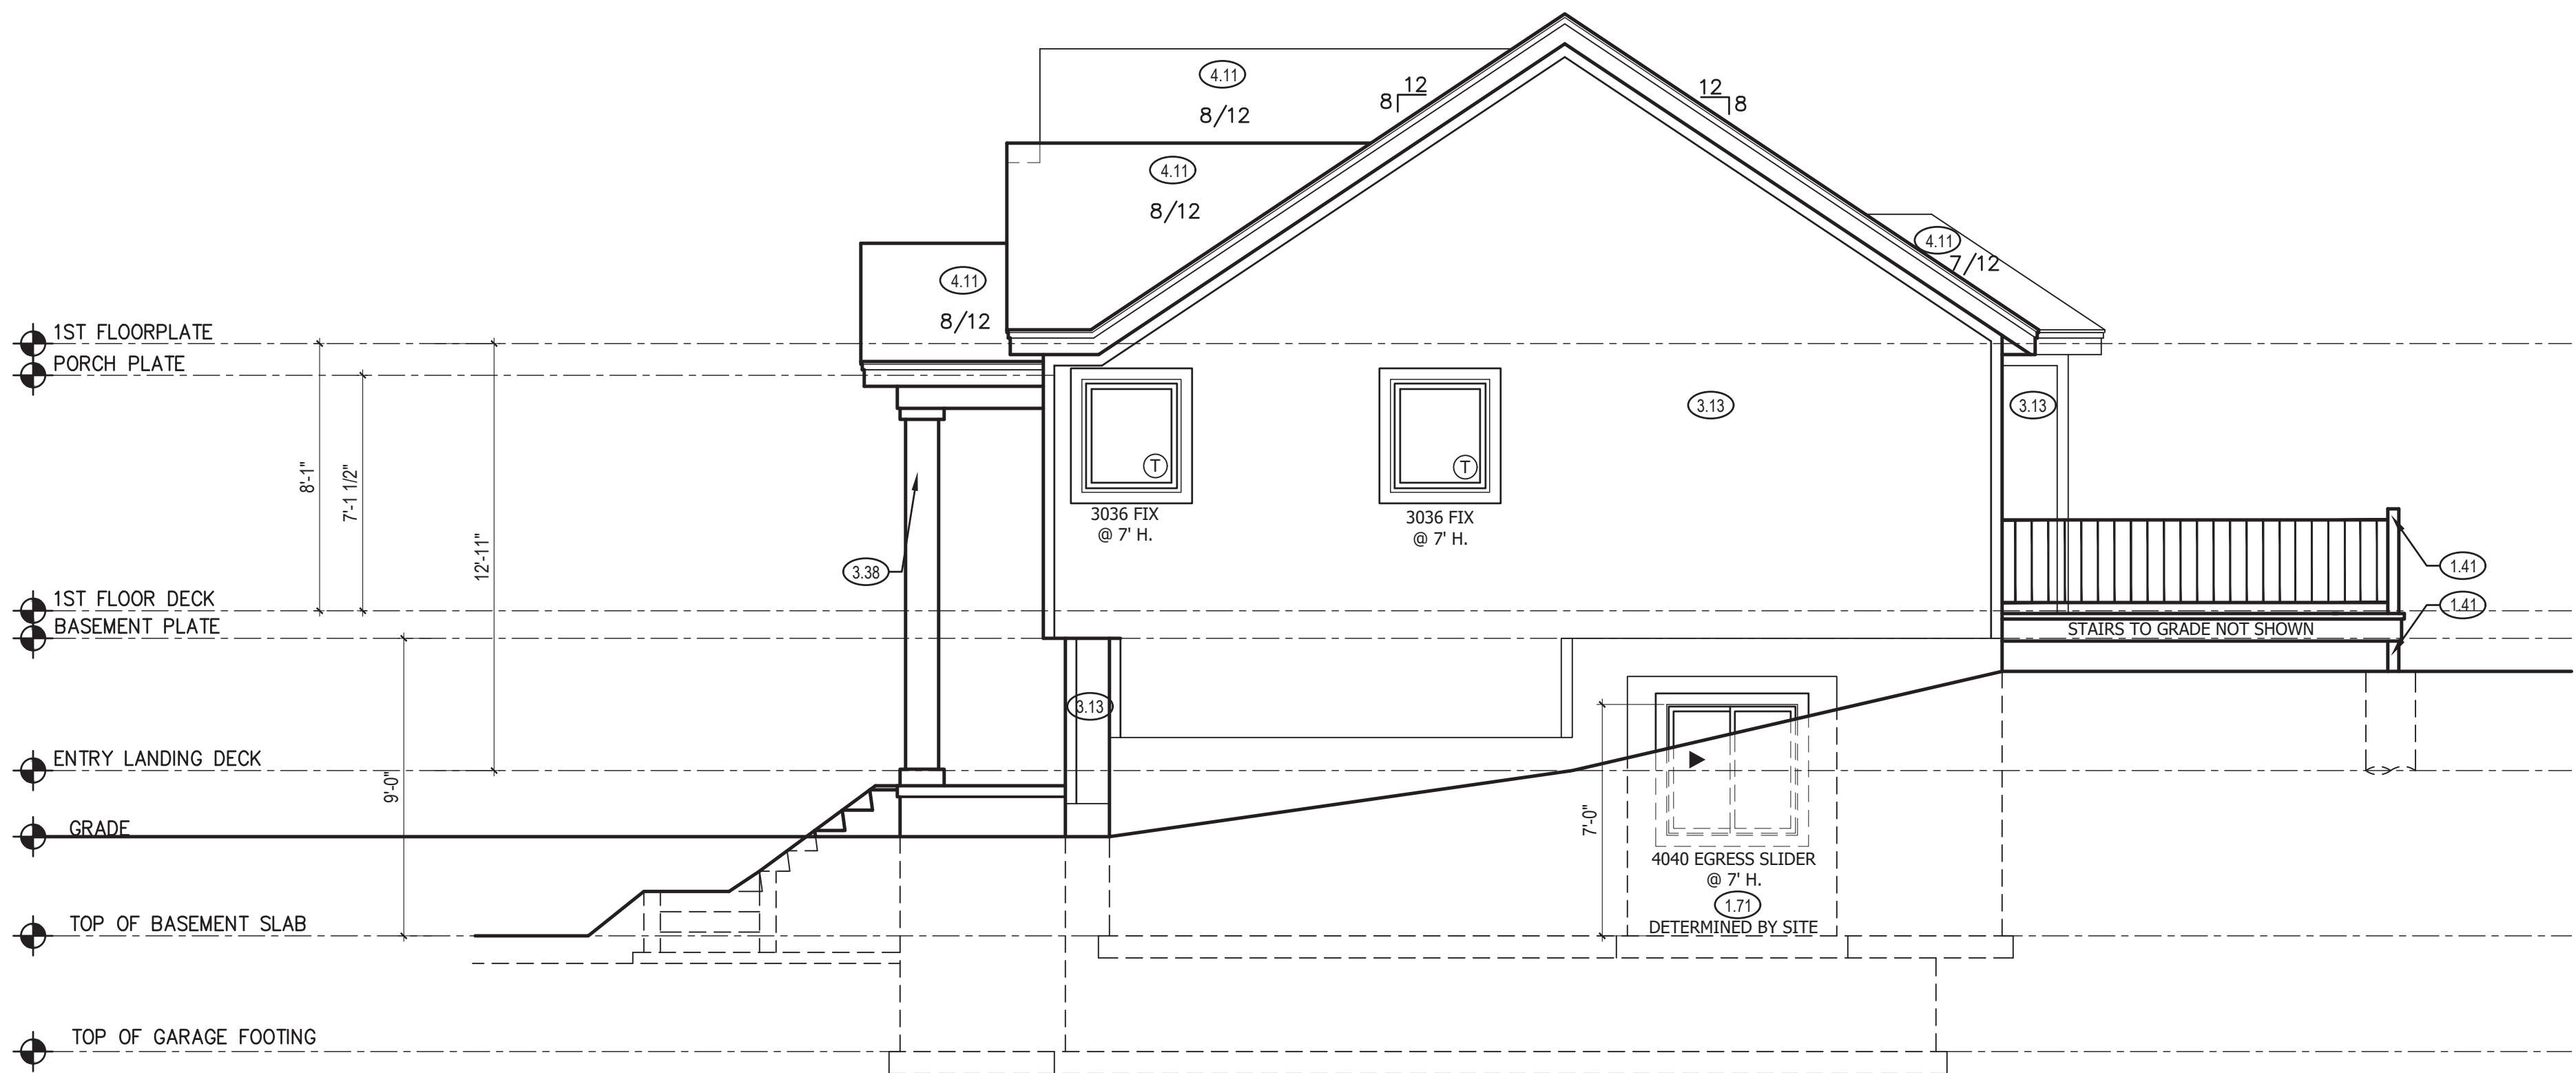 4.11
8/12
12
8
12
8
4.11
8/12
4.11
7/12
4.11
8/12
1ST FLOORPLATE
PORCH PLATE
3.13
3.13
8'-1"
7'-1 1/2"
12'-11"
T
T
3036 FIX
@ 7' H.
3036 FIX
@ 7' H.
3.38
1.41
1ST FLOOR DECK
1.41
BASEMENT PLATE
STAIRS TO GRADE NOT SHOWN
3.13
ENTRY LANDING DECK
9'-0"
7'-0"
GRADE
4040 EGRESS SLIDER
@ 7' H.
1.71
DETERMINED BY SITE
TOP OF BASEMENT SLAB
TOP OF GARAGE FOOTING